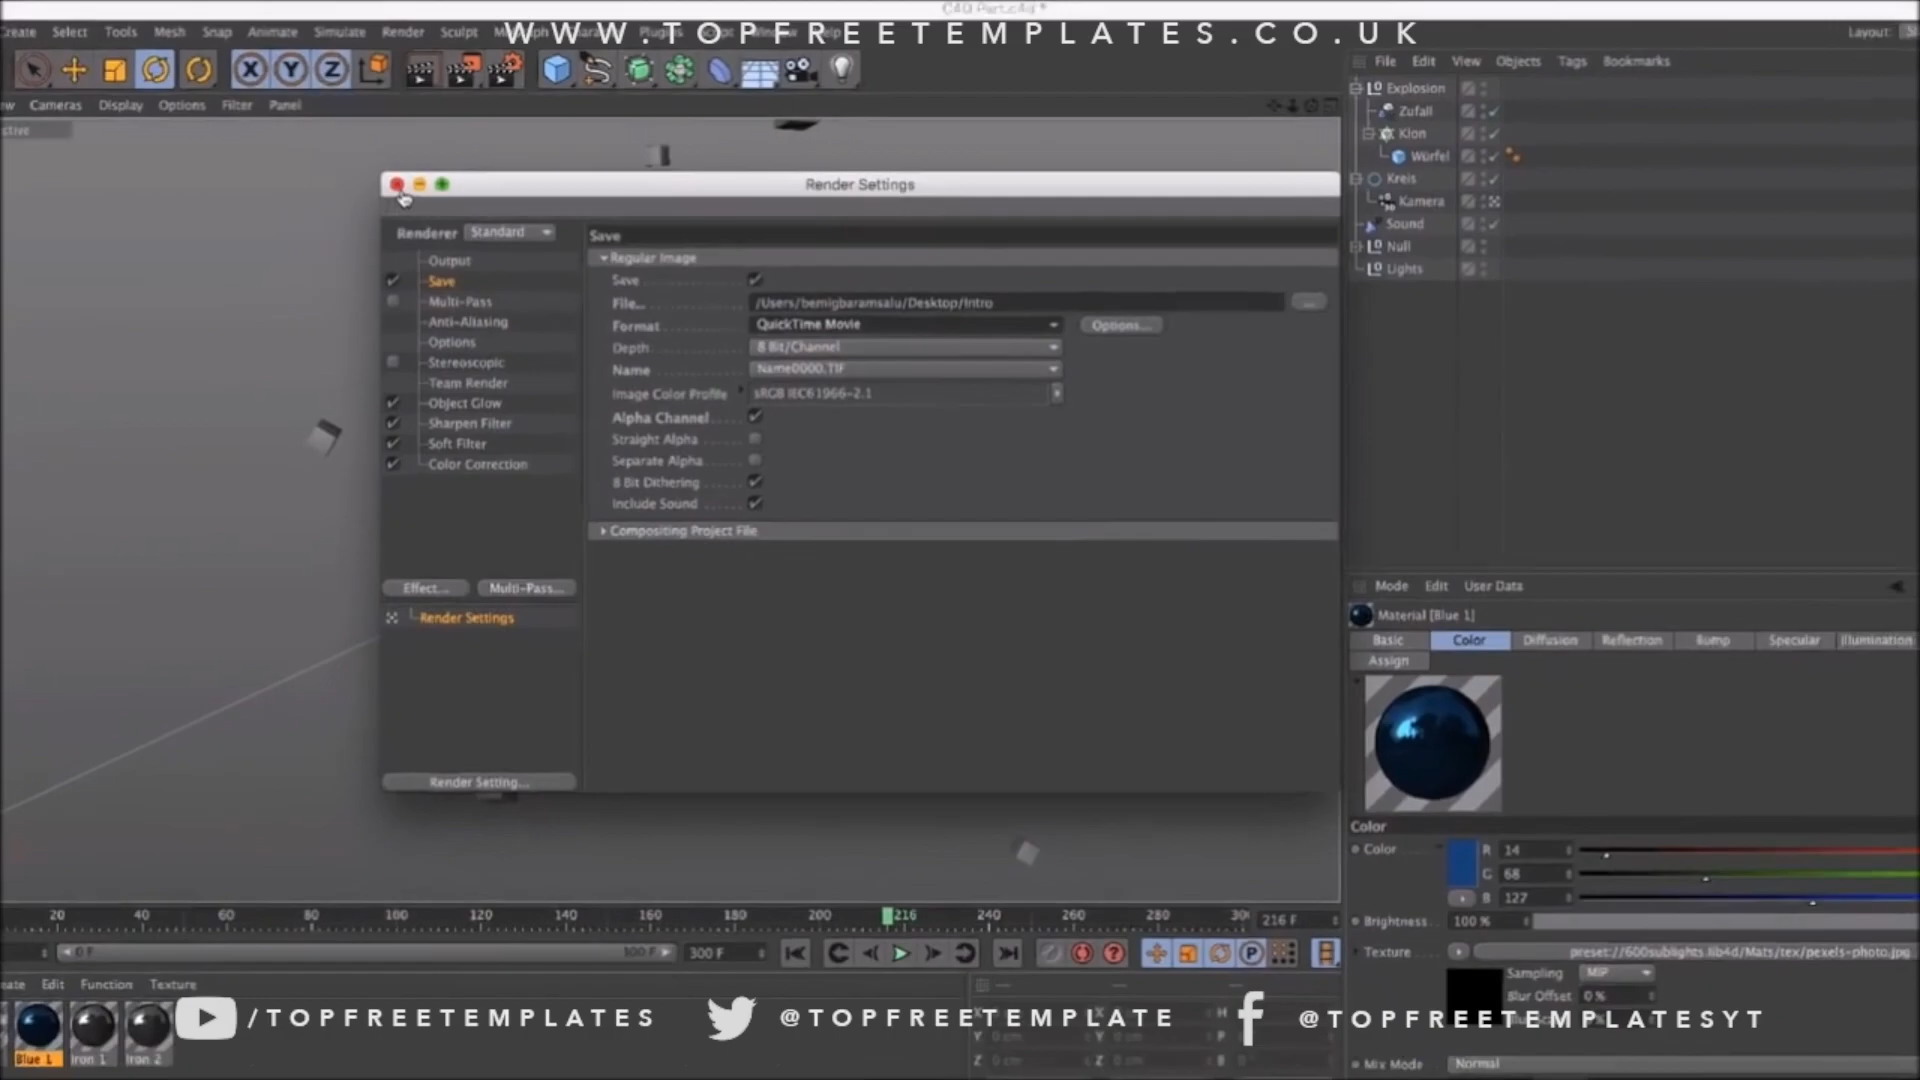 C4D Part.c4d *
WWW.TOPFREETEMPLATES.CO.UK
Create Select Tools Mesh Snap Animate Simulate Render Sculpt
Layout:
Cameras Display Options Filter Panel
File Edit View Objects Tags Bookmarks
Explosion
Zufall
Klon
Würfel
Kreis
Kamera
Sound
Null
Lights
Render Settings
Renderer Standard
Output
Save
Multi-Pass
Anti-Aliasing
Options
Stereoscopic
Team Render
Object Glow
Sharpen Filter
Soft Filter
Color Correction
Effect... Multi-Pass...
Render Settings
Render Setting...
Save
Regular Image
Save
File... /Users/bemigbaramsalu/Desktop/Intro ...
Format QuickTime Movie Options...
Depth 8 Bit/Channel
Name Name0000.TIF
Image Color Profile sRGB IEC61966-2.1
Alpha Channel
Straight Alpha
Separate Alpha
8 Bit Dithering
Include Sound
Compositing Project File
Mode Edit User Data
Material [Blue 1]
Basic Color Diffusion Reflection Bump Specular Illumination
Assign
Color
Color R 14
G 68
B 127
Brightness 100 %
Texture preset://600sublights.lib4d/Mats/tex/pexels-photo.jpg
Sampling MIP
Blur Offset 0 %
Mix Mode Normal
20 40 60 80 100 120 140 160 180 200 216 240 260 280 300 216 F
0 F 300 F 300 F
Edit Function Texture
Blue 1 Iron 1 Iron 2
/TOPFREETEMPLATES @TOPFREETEMPLATE @TOPFREETEMPLATESYT
X Y Z